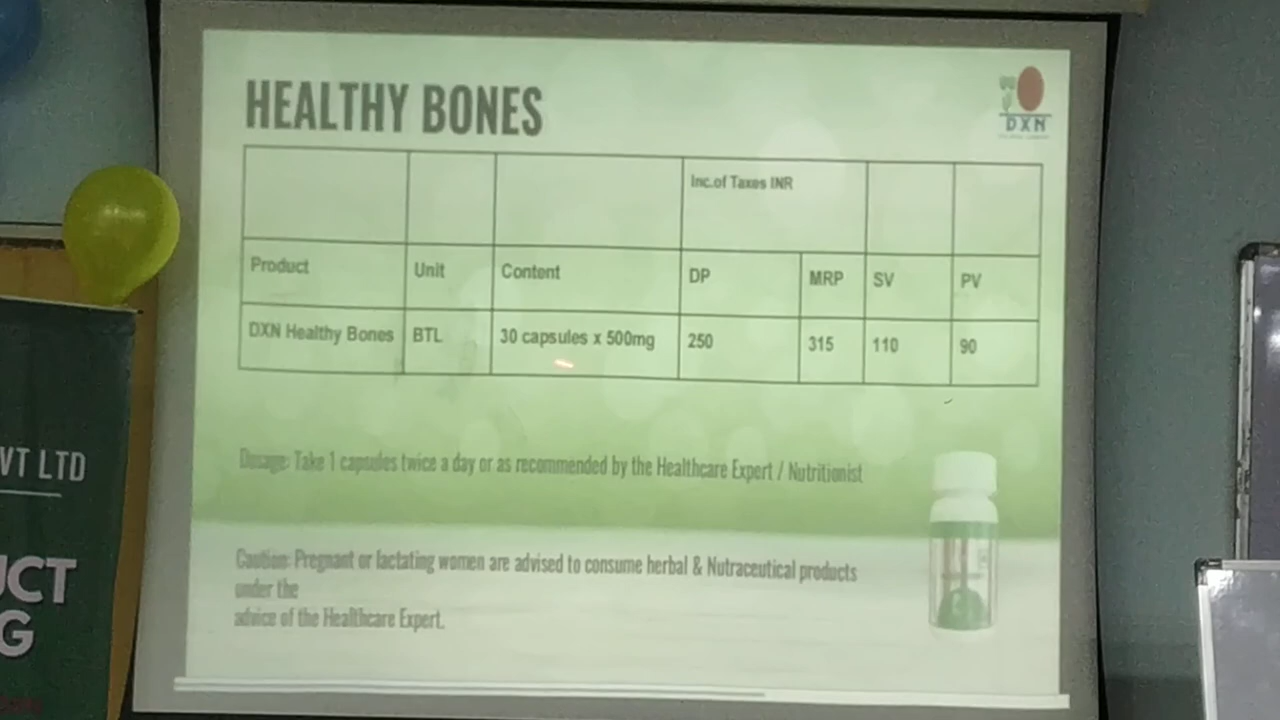 HEALTHY BONES
DXN
Inc.of Taxes INR
Product Unit Content DP MRP SV PV
DXN Healthy Bones BTL 30 capsules x 500mg 250 315 110 90
Dosage: Take 1 capsules twice a day or as recommended by the Healthcare Expert / Nutritionist
Caution: Pregnant or lactating women are advised to consume herbal & Nutraceutical products
under the
advice of the Healthcare Expert.
VT LTD
UCT
G